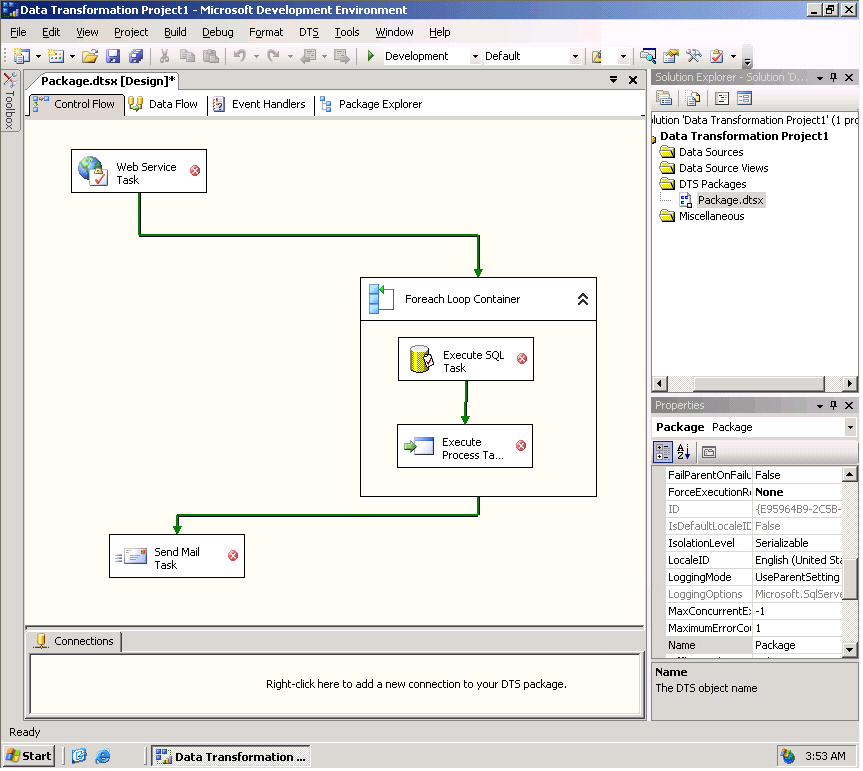 Data Transformation Project1 - Microsoft Development Environment
File Edit View Project Build Debug Format DTS Tools Window Help
Development Default
Toolbox
Package.dtsx [Design]*
Control Flow Data Flow Event Handlers Package Explorer
Web Service
Task
Foreach Loop Container
Execute SQL
Task
Execute
Process Ta...
Send Mail
Task
Connections
Right-click here to add a new connection to your DTS package.
Solution Explorer - Solution 'D...
lution 'Data Transformation Project1' (1 pro
Data Transformation Project1
Data Sources
Data Source Views
DTS Packages
Package.dtsx
Miscellaneous
Properties
Package Package
FailParentOnFailu False
ForceExecutionRe None
ID {E95964B9-2C5B-
IsDefaultLocaleID False
IsolationLevel Serializable
LocaleID English (United Sta
LoggingMode UseParentSetting
LoggingOptions Microsoft.SqlServe
MaxConcurrentEx -1
MaximumErrorCou 1
Name Package
Name
The DTS object name
Ready
Start Data Transformation ... 3:53 AM